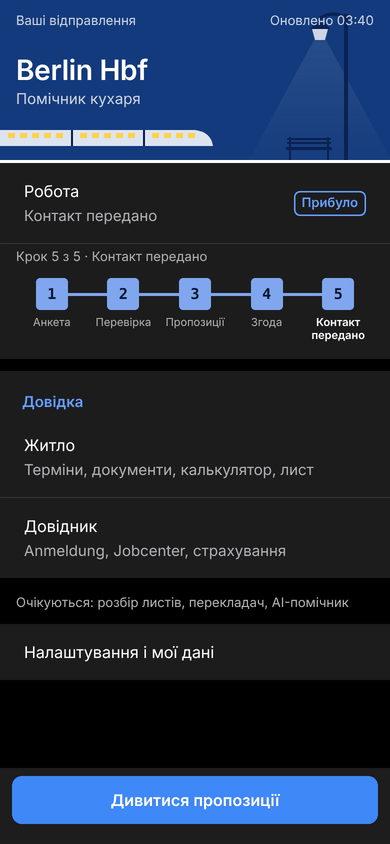 Ваші відправлення
Оновлено 03:40
Berlin Hbf
Помічник кухаря
Робота
Контакт передано
Прибуло
Крок 5 з 5 · Контакт передано
1 2 3 4 5
Анкета Перевірка Пропозиції Згода Контакт
передано
Довідка
Житло
Терміни, документи, калькулятор, лист
Довідник
Anmeldung, Jobcenter, страхування
Очікуються: розбір листів, перекладач, AI-помічник
Налаштування і мої дані
Дивитися пропозиції